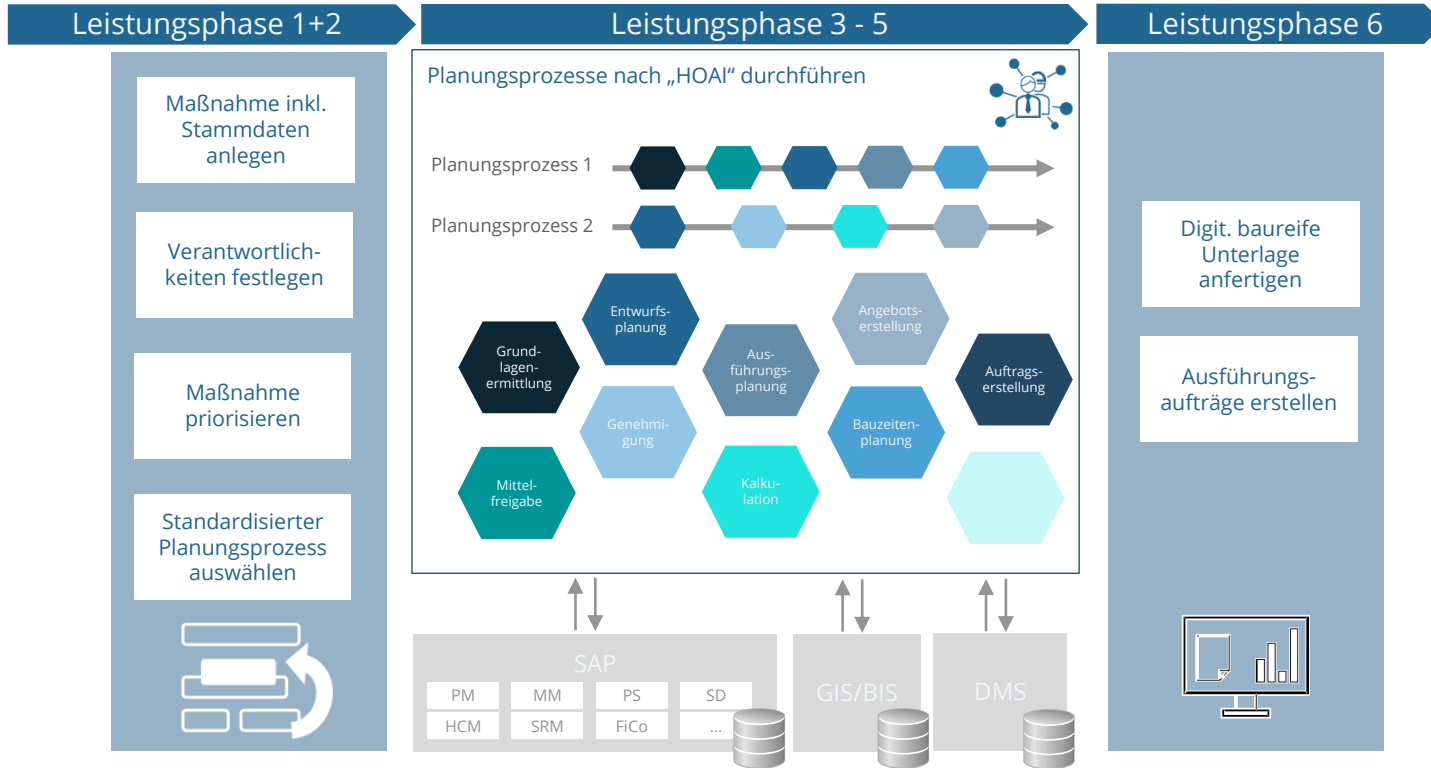 Leistungsphase 1+2
Leistungsphase 3 - 5
Leistungsphase 6
Maßnahme inkl.
Stammdaten
anlegen
Verantwortlich-
keiten festlegen
Maßnahme
priorisieren
Standardisierter
Planungsprozess
auswählen
Planungsprozesse nach „HOAI“ durchführen
Planungsprozess 1
Planungsprozess 2
Grund-
lagen-
ermittlung
Entwurfs-
planung
Aus-
führungs-
planung
Angebots-
erstellung
Auftrags-
erstellung
Genehmi-
gung
Bauzeiten-
planung
Mittel-
freigabe
Kalku-
lation
SAP
PM
MM
PS
SD
HCM
SRM
FiCo
...
GIS/BIS
DMS
Digit. baureife
Unterlage
anfertigen
Ausführungs-
aufträge erstellen